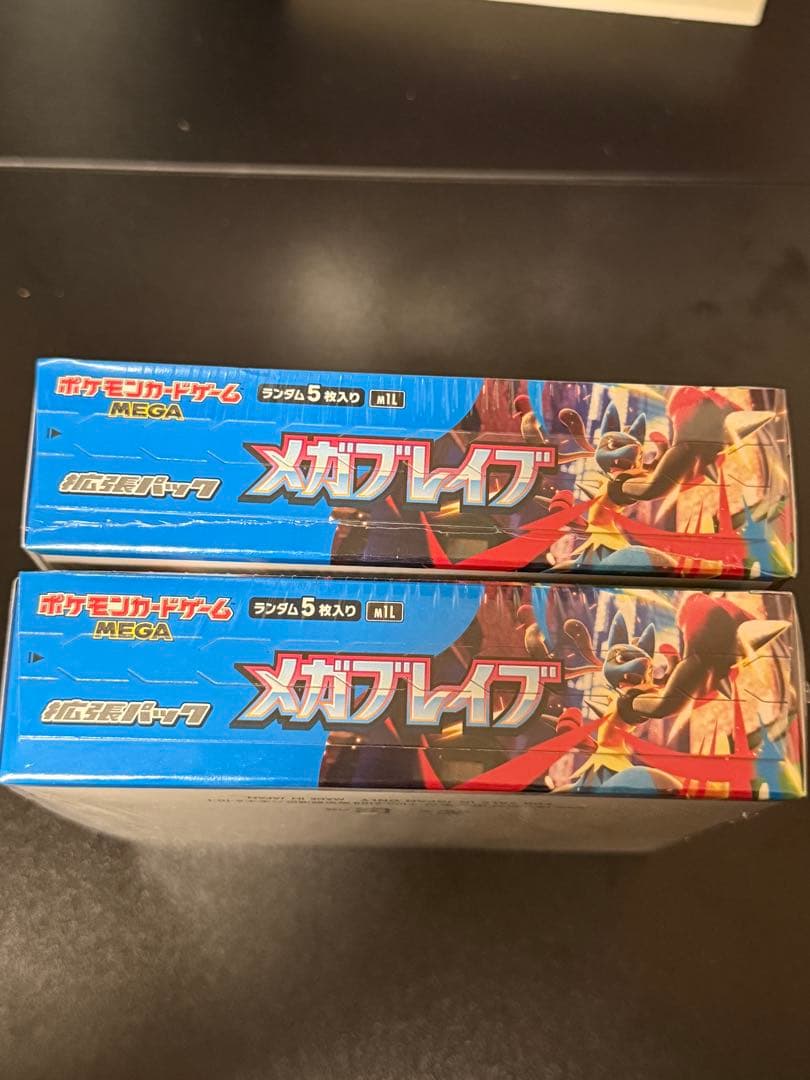 ポケモンカードゲーム
MEGA
ランダム5枚入り
M1L
拡張パック
メガブレイブ
ポケモンカードゲーム
MEGA
ランダム5枚入り
M1L
拡張パック
メガブレイブ
MADE IN JAPAN